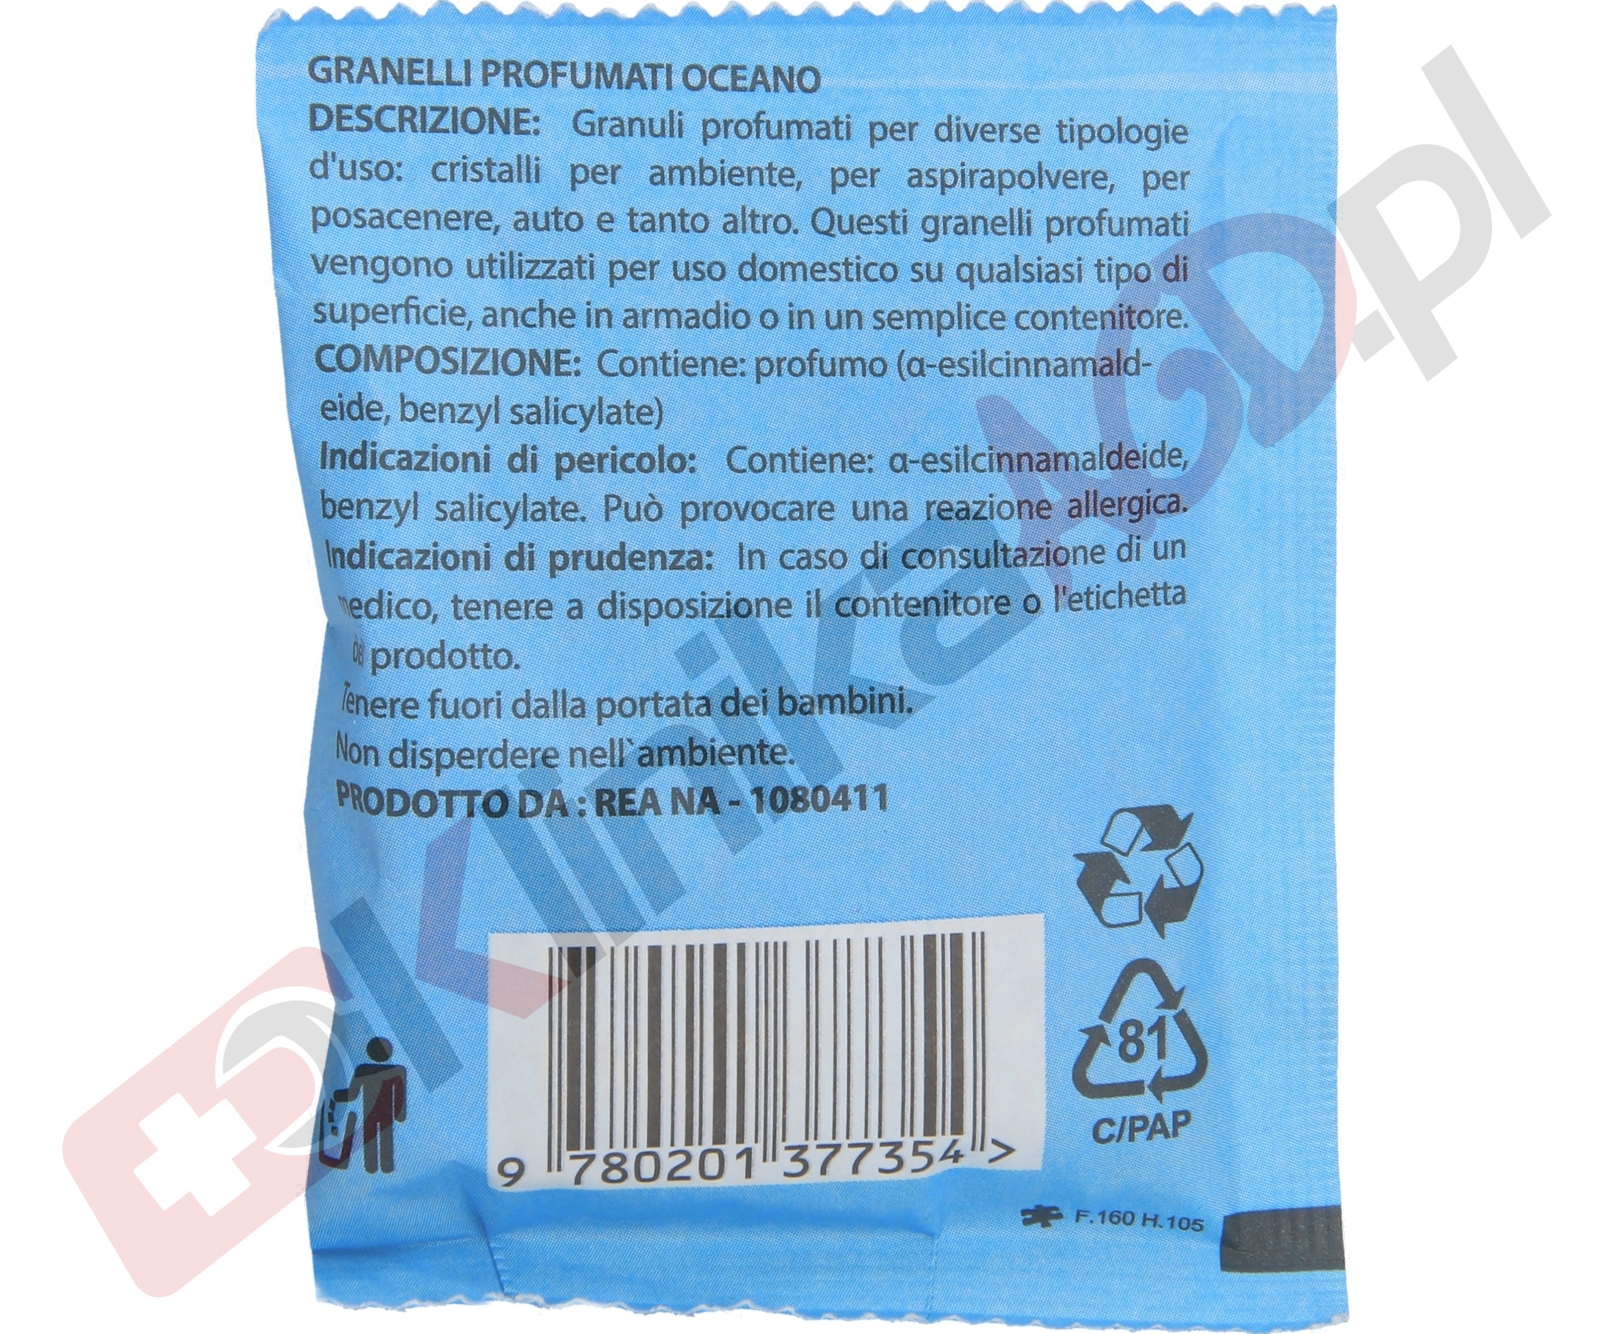 GRANELLI PROFUMATI OCEANO
DESCRIZIONE: Granuli profumati per diverse tipologie
d'uso: cristalli per ambiente, per aspirapolvere, per
posacenere, auto e tanto altro. Questi granelli profumati
vengono utilizzati per uso domestico su qualsiasi tipo di
superficie, anche in armadio o in un semplice contenitore.
COMPOSIZIONE: Contiene: profumo (α-esilcinnamald-
eide, benzyl salicylate)
Indicazioni di pericolo: Contiene: α-esilcinnamaldeide,
benzyl salicylate. Può provocare una reazione allergica.
Indicazioni di prudenza: In caso di consultazione di un
medico, tenere a disposizione il contenitore o l'etichetta
del prodotto.
Tenere fuori dalla portata dei bambini.
Non disperdere nell`ambiente.
PRODOTTO DA : REA NA - 1080411
81
C/PAP
9 780201 377354 >
F.160 H.105
KlinikaAGD.pl